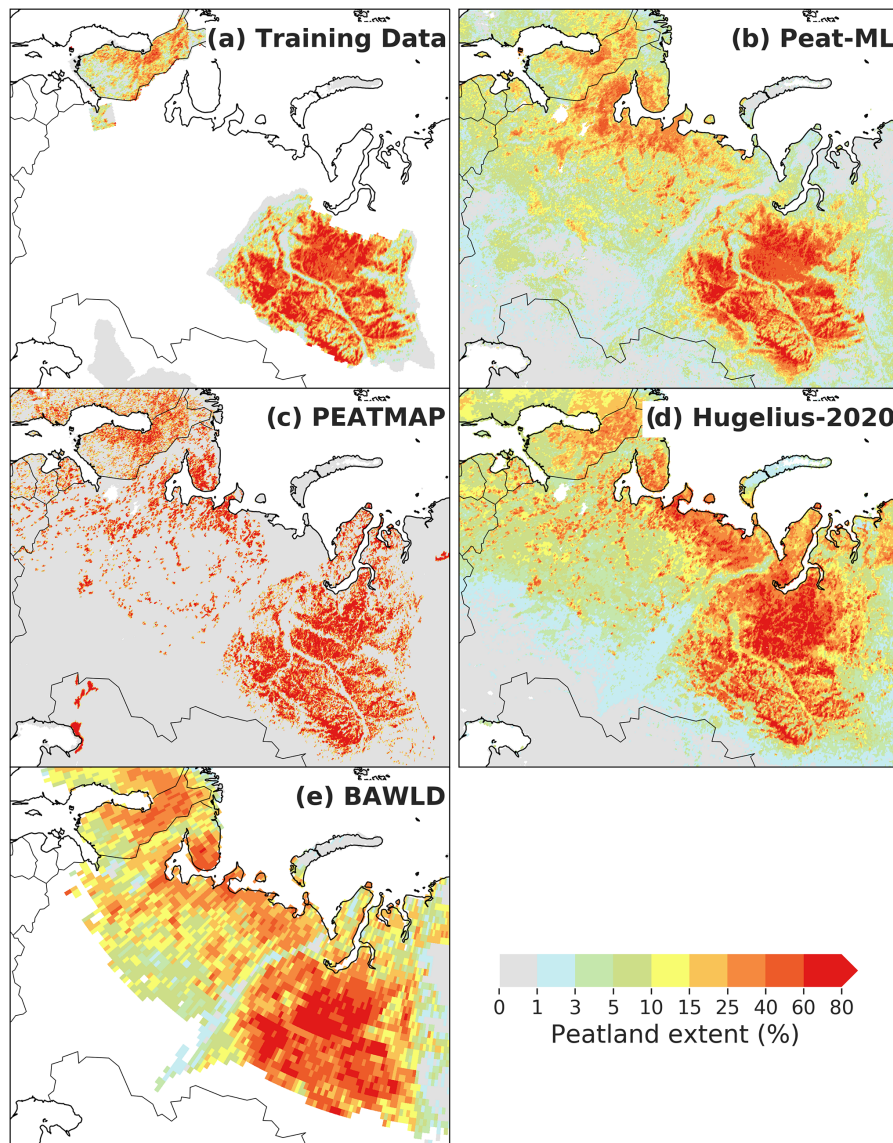 (a) Training Data
(b) Peat-ML
(c) PEATMAP
(d) Hugelius-2020
(e) BAWLD
0 1 3 5 10 15 25 40 60 80
Peatland extent (%)